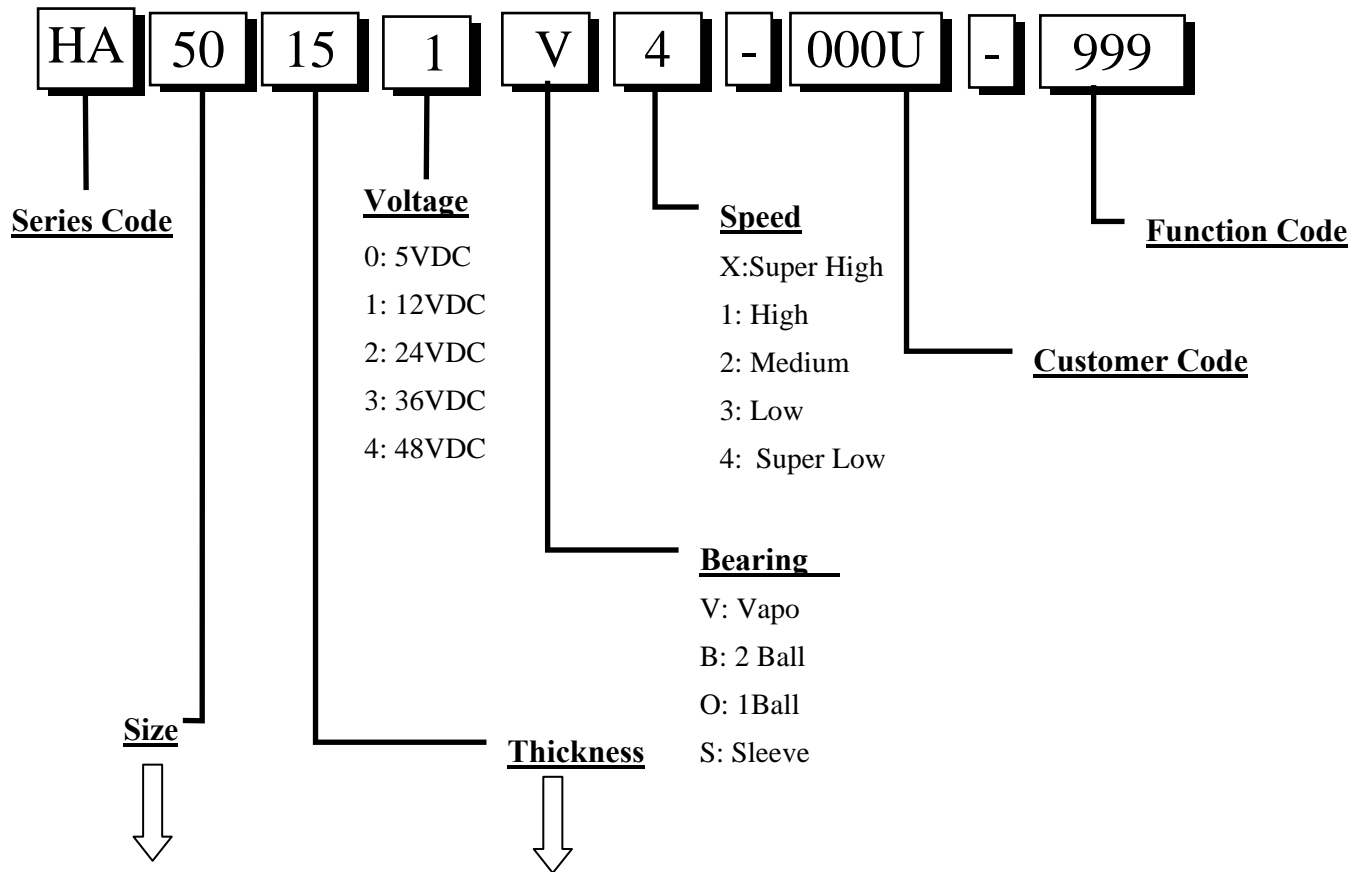 HA 50 15 1 V 4 - 000U - 999
Series Code
Voltage
0: 5VDC
1: 12VDC
2: 24VDC
3: 36VDC
4: 48VDC
Speed
X:Super High
1: High
2: Medium
3: Low
4: Super Low
Function Code
Customer Code
Bearing
V: Vapo
B: 2 Ball
O: 1Ball
S: Sleeve
Size
Thickness